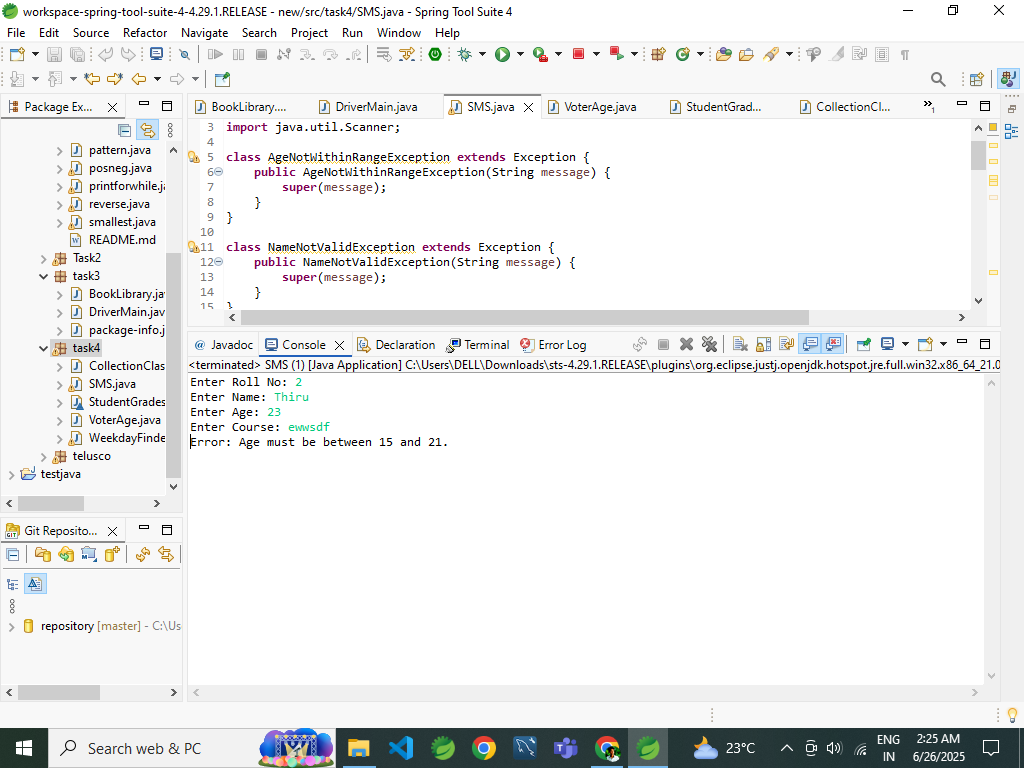 workspace-spring-tool-suite-4-4.29.1.RELEASE - new/src/task4/SMS.java - Spring Tool Suite 4
File Edit Source Refactor Navigate Search Project Run Window Help
Package Ex...
BookLibrary....
DriverMain.java
SMS.java
VoterAge.java
StudentGrad...
CollectionCl...
»1
pattern.java
posneg.java
printforwhile.ja
reverse.java
smallest.java
README.md
Task2
task3
BookLibrary.jav
DriverMain.jav
package-info.j
task4
CollectionClas
SMS.java
StudentGrades
VoterAge.java
WeekdayFinde
telusco
testjava
3 import java.util.Scanner;
4
5 class AgeNotWithinRangeException extends Exception {
6 public AgeNotWithinRangeException(String message) {
7 super(message);
8 }
9 }
10
11 class NameNotValidException extends Exception {
12 public NameNotValidException(String message) {
13 super(message);
14 }
15 }
@ Javadoc
Console
Declaration
Terminal
Error Log
<terminated> SMS (1) [Java Application] C:\Users\DELL\Downloads\sts-4.29.1.RELEASE\plugins\org.eclipse.justj.openjdk.hotspot.jre.full.win32.x86_64_21.0
Enter Roll No: 2
Enter Name: Thiru
Enter Age: 23
Enter Course: ewwsdf
Error: Age must be between 15 and 21.
Git Reposito...
repository [master] - C:\Us
Search web & PC
23°C
ENG
IN
2:25 AM
6/26/2025